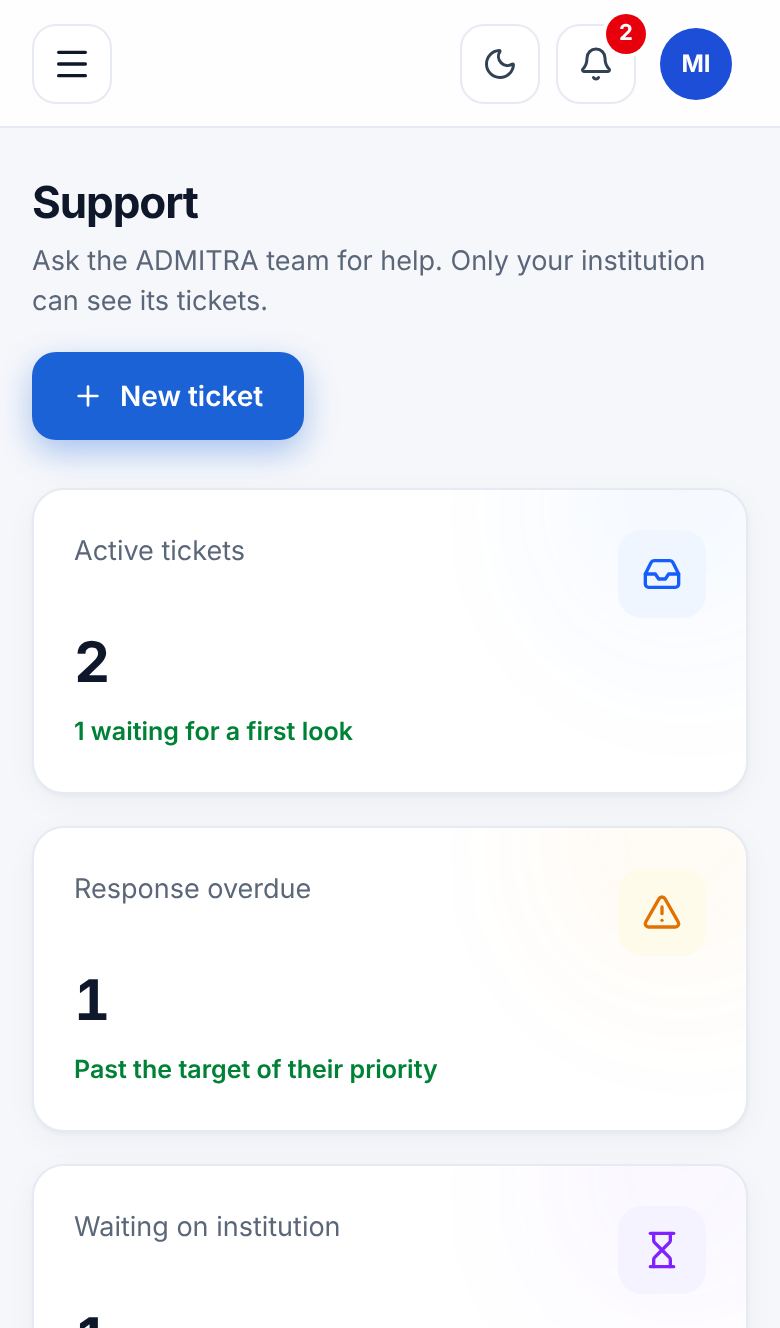 2
MI
Support
Ask the ADMITRA team for help. Only your institution
can see its tickets.
New ticket
Active tickets
2
1 waiting for a first look
Response overdue
1
Past the target of their priority
Waiting on institution